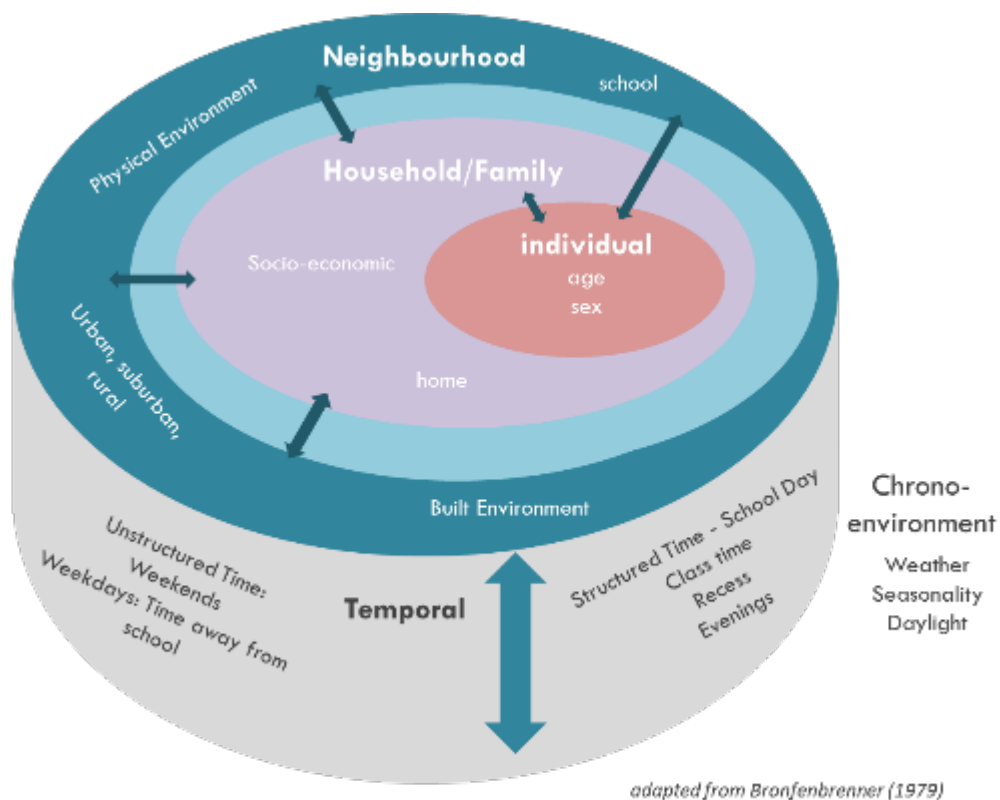 Neighbourhood
school
Physical Environment
Household/Family
individual
age
sex
Socio-economic
home
Urban, suburban,
rural
Built Environment
Unstructured Time:
Weekends
Weekdays: Time away from
school
Temporal
Structured Time - School Day
Class time
Recess
Evenings
Chrono-
environment
Weather
Seasonality
Daylight
adapted from Bronfenbrenner (1979)